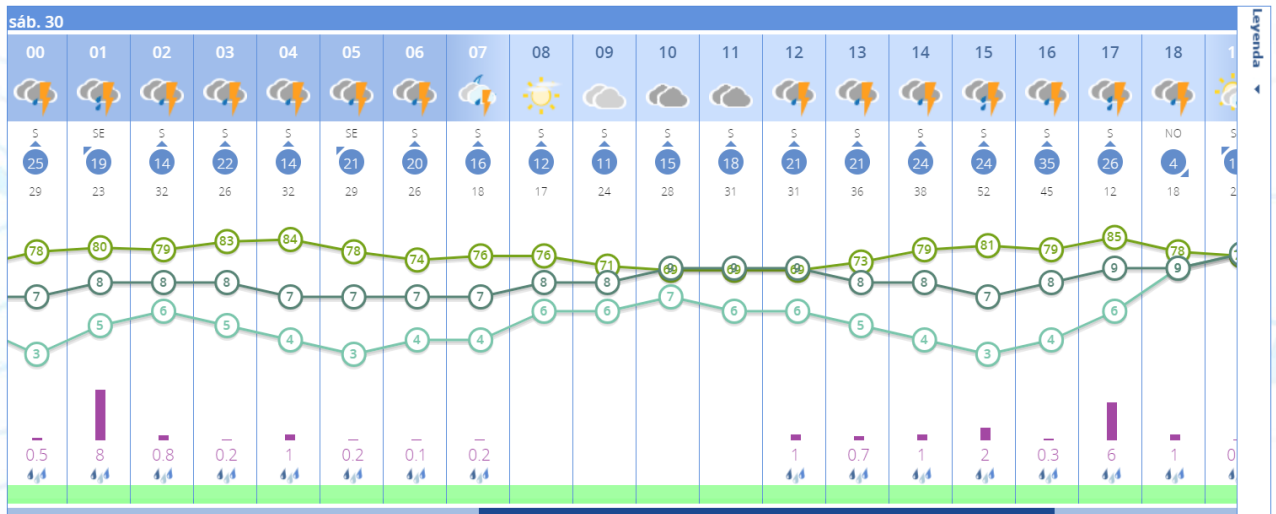 sáb. 30
Leyenda
00 01 02 03 04 05 06 07 08 09 10 11 12 13 14 15 16 17 18
S SE S S S SE S S S S S S S S S S S S NO S
25 19 14 22 14 21 20 16 12 11 15 18 21 21 24 24 35 26 4
29 23 32 26 32 29 26 18 17 24 28 31 31 36 38 52 45 12 18
78 80 79 83 84 78 74 76 76 71 69 69 69 73 79 81 79 85 78
7 8 8 8 7 7 7 7 8 8 9 9 9 8 8 7 8 9 9
3 5 6 5 4 3 4 4 6 6 7 6 6 5 4 3 4 6
0.5 8 0.8 0.2 1 0.2 0.1 0.2 1 0.7 1 2 0.3 6 1